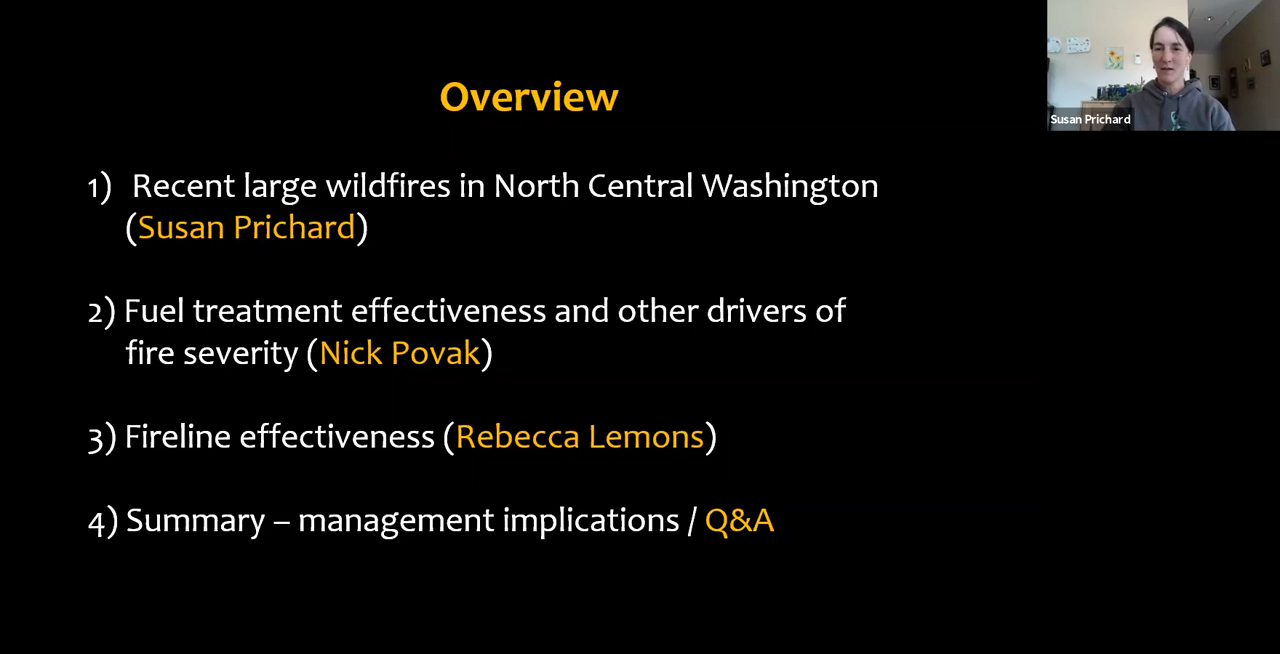 Overview
Susan Prichard
1) Recent large wildfires in North Central Washington
(Susan Prichard)
2) Fuel treatment effectiveness and other drivers of
fire severity (Nick Povak)
3) Fireline effectiveness (Rebecca Lemons)
4) Summary – management implications / Q&A